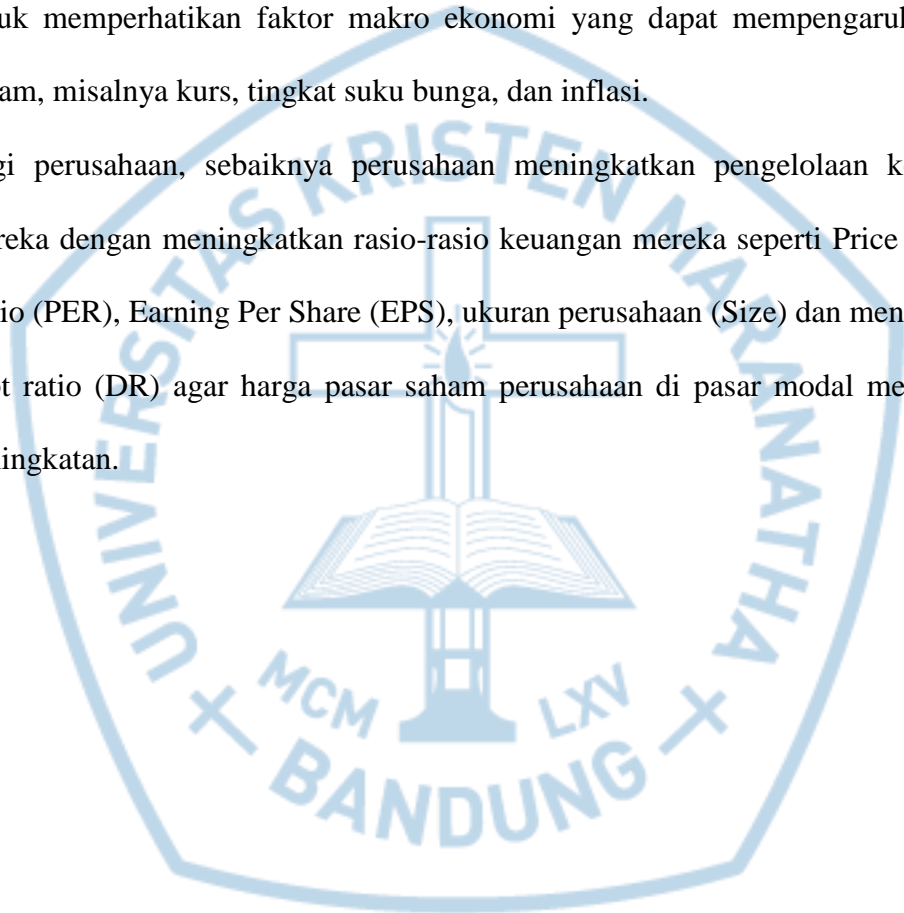 uk memperhatikan faktor makro ekonomi yang dapat mempengaru
am, misalnya kurs, tingkat suku bunga, dan inflasi.
gi perusahaan, sebaiknya perusahaan meningkatkan pengelolaan k
reka dengan meningkatkan rasio-rasio keuangan mereka seperti Price
io (PER), Earning Per Share (EPS), ukuran perusahaan (Size) dan men
ot ratio (DR) agar harga pasar saham perusahaan di pasar modal me
ingkatan.
UNIVERSITAS KRISTEN MARANATHA
MCM LXV
BANDUNG